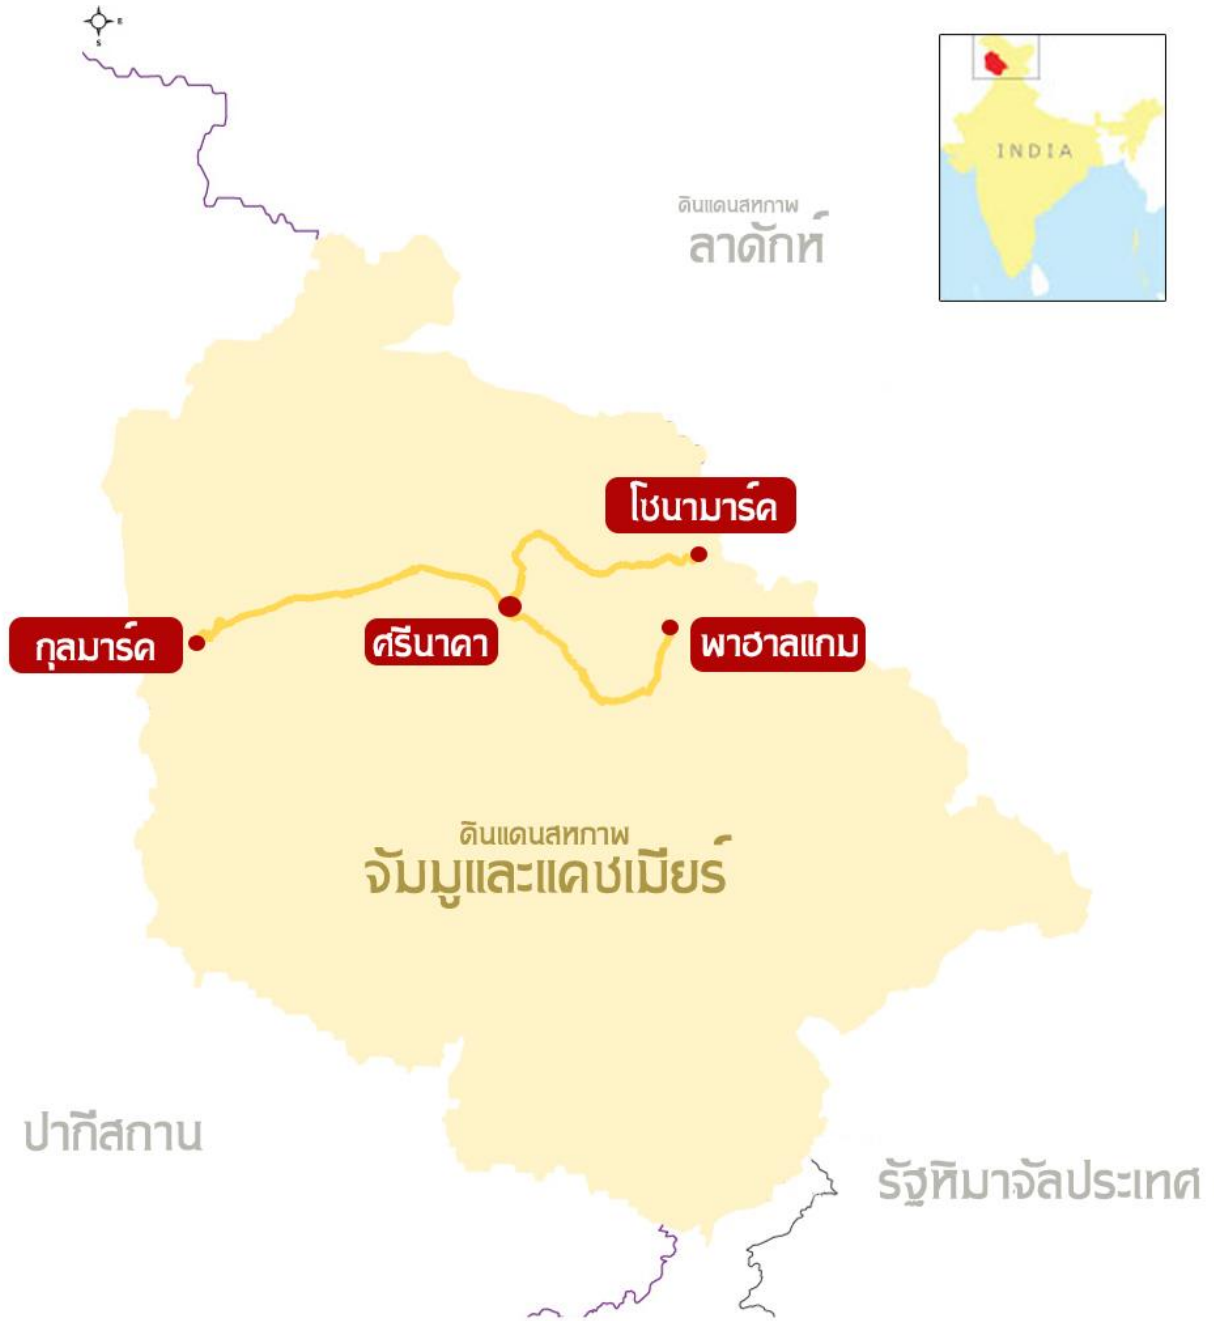 E
S
INDIA
ดินแดนสหภาพ
ลาดักห์
โซนามาร์ค
กุลมาร์ค
ศรีนาคา
พาฮาลแกม
ดินแดนสหภาพ
จัมมูและแคชเมียร์
ปากีสถาน
รัฐหิมาจัลประเทศ